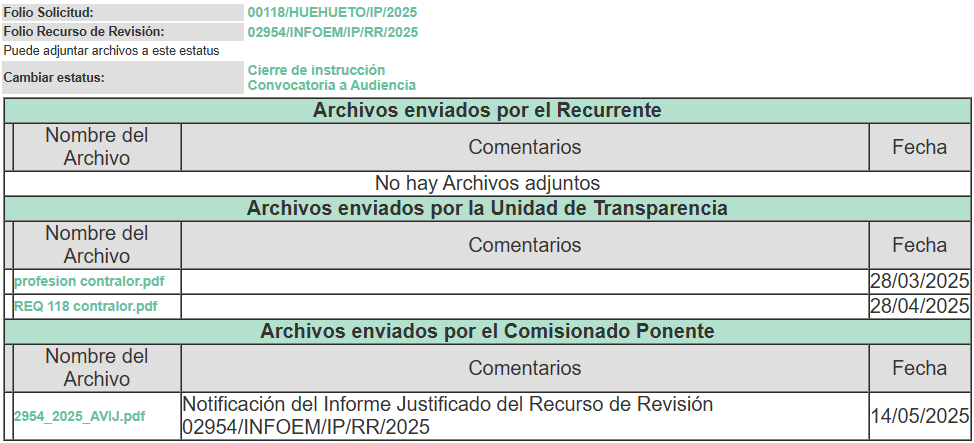 Folio Solicitud: 00118/HUEHUETO/IP/2025
Folio Recurso de Revisión: 02954/INFOEM/IP/RR/2025
Puede adjuntar archivos a este estatus
Cambiar estatus: Cierre de instrucción
Convocatoria a Audiencia
Archivos enviados por el Recurrente
Nombre del Archivo Comentarios Fecha
No hay Archivos adjuntos
Archivos enviados por la Unidad de Transparencia
Nombre del Archivo Comentarios Fecha
profesion contralor.pdf 28/03/2025
REQ 118 contralor.pdf 28/04/2025
Archivos enviados por el Comisionado Ponente
Nombre del Archivo Comentarios Fecha
2954_2025_AVIJ.pdf Notificación del Informe Justificado del Recurso de Revisión 02954/INFOEM/IP/RR/2025 14/05/2025